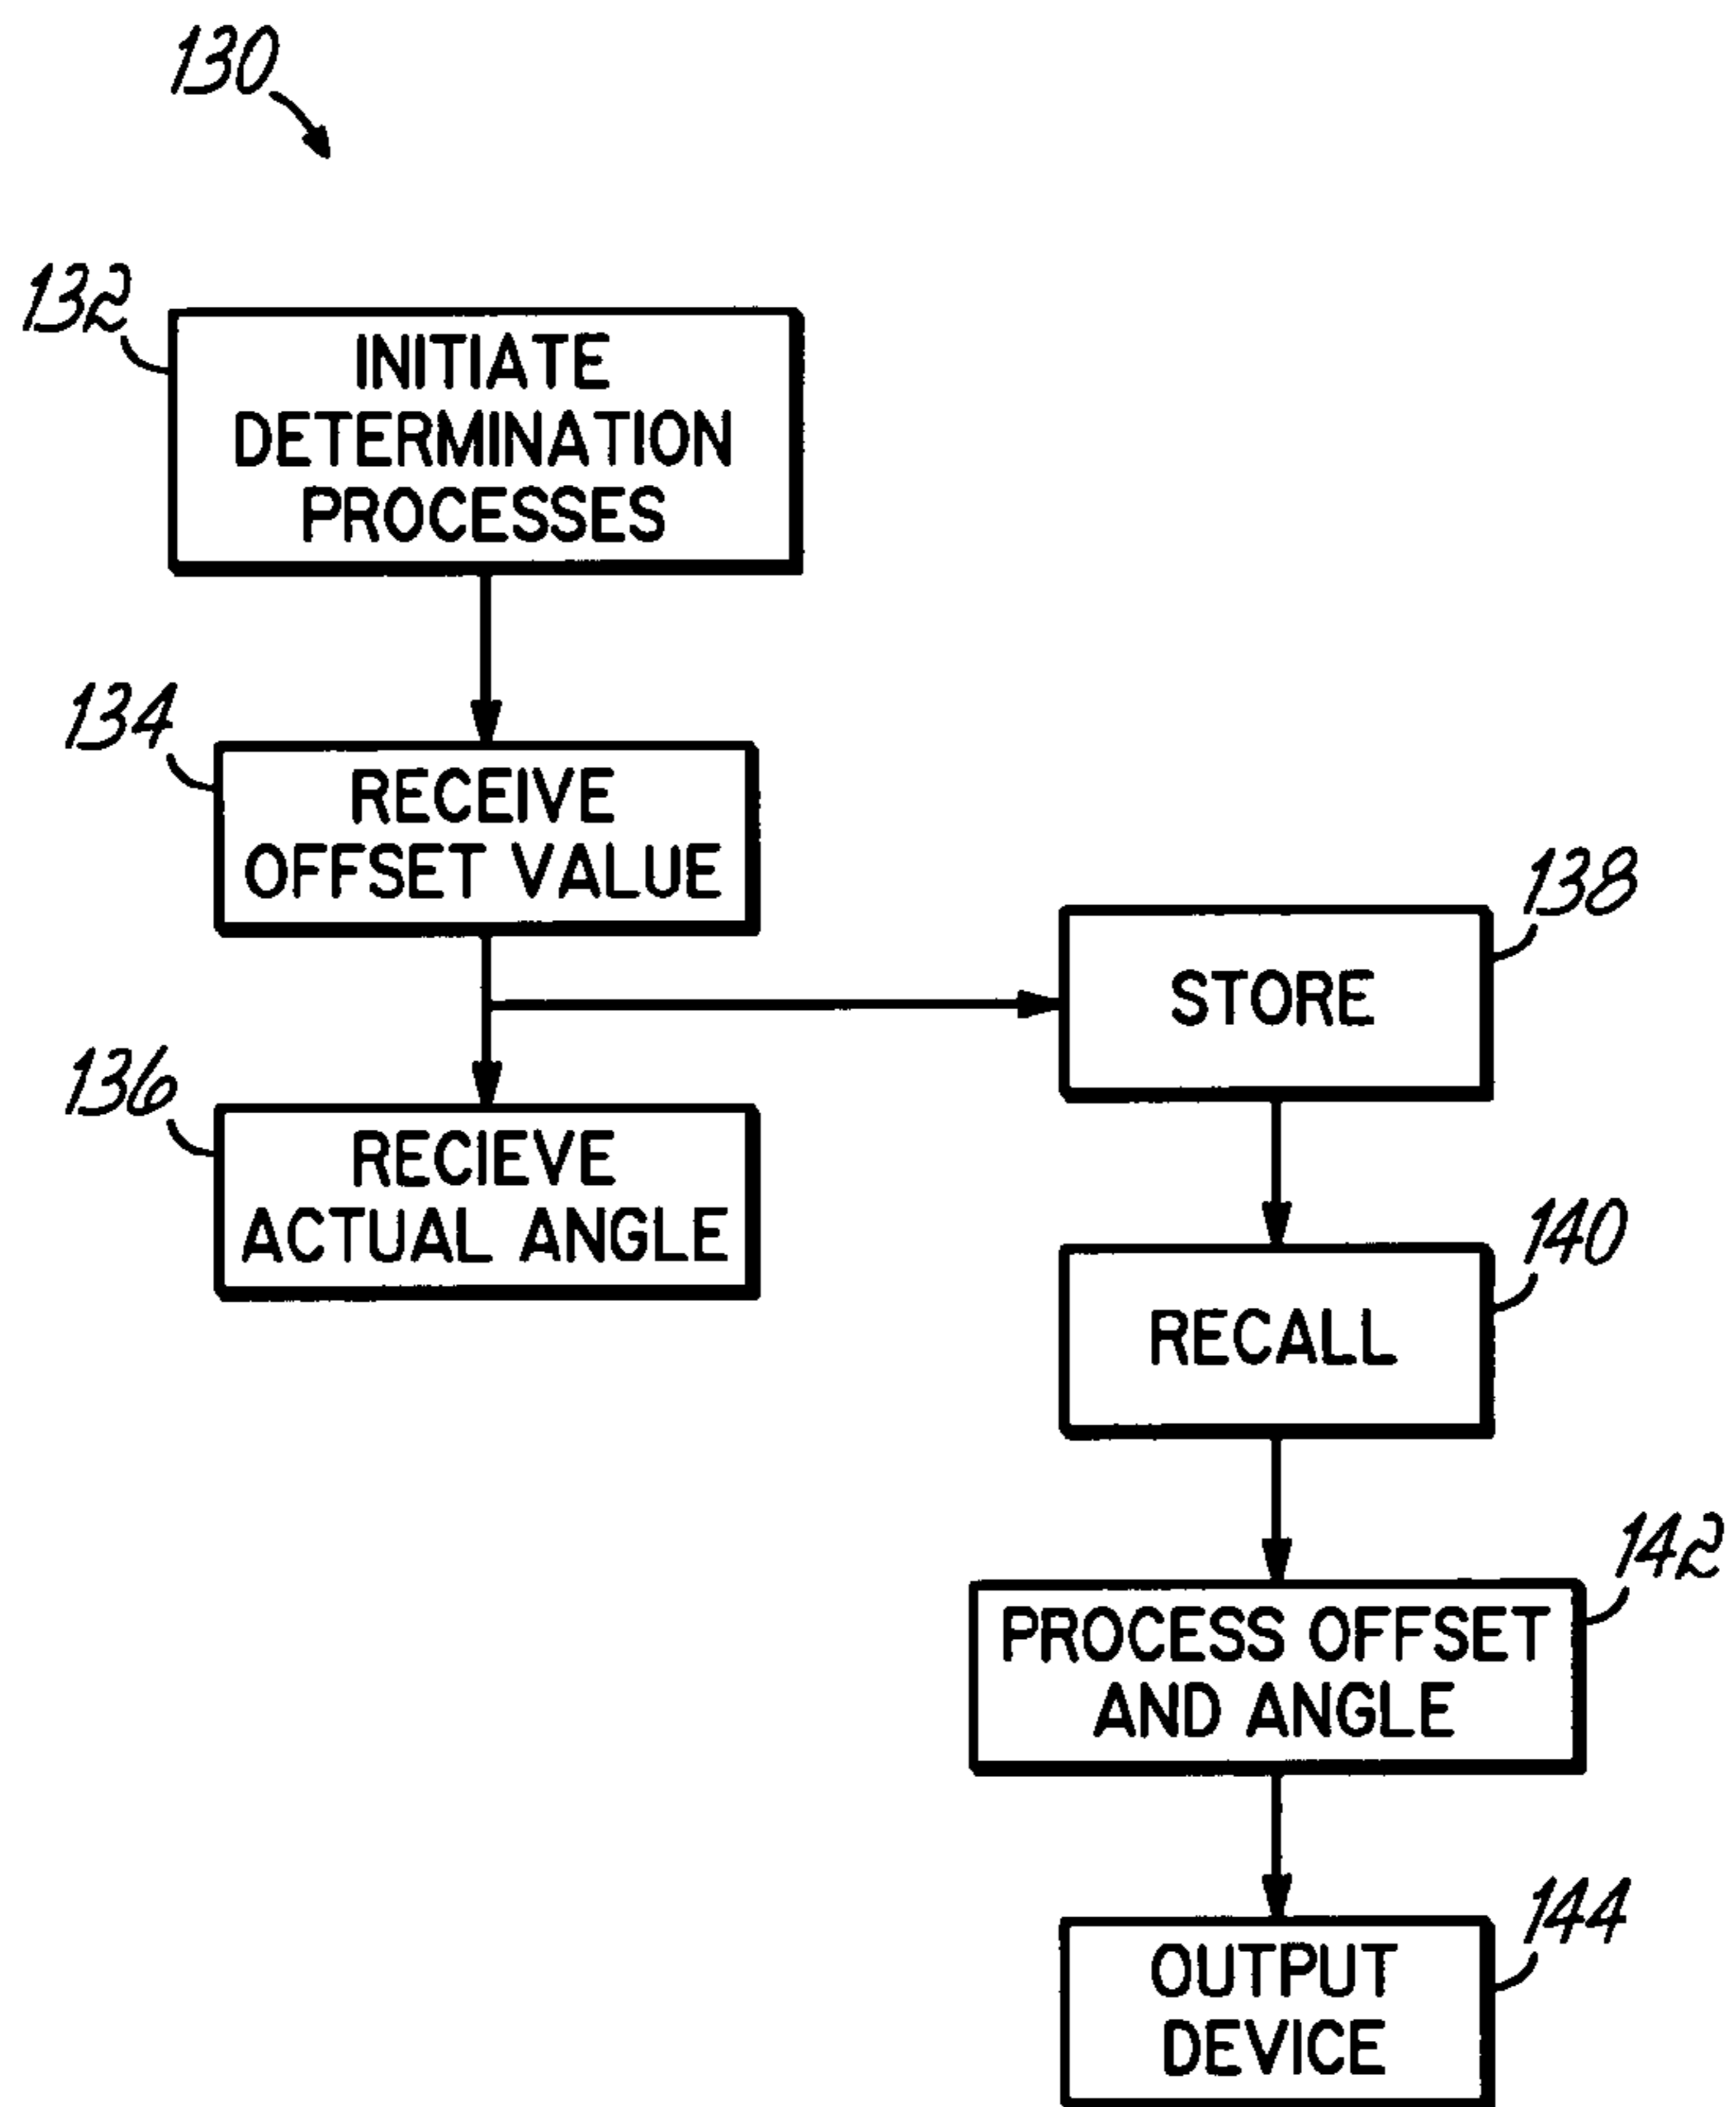 130
132
INITIATE
DETERMINATION
PROCESSES
134
RECEIVE
OFFSET VALUE
138
STORE
136
RECIEVE
ACTUAL ANGLE
140
RECALL
142
PROCESS OFFSET
AND ANGLE
144
OUTPUT
DEVICE